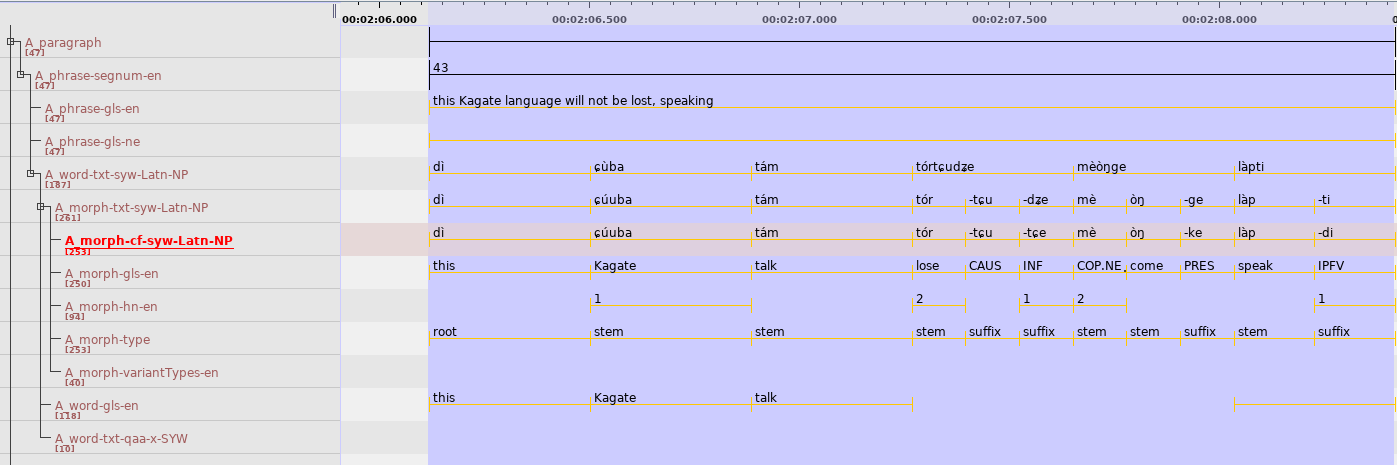 00:02:06.000 00:02:06.500 00:02:07.000 00:02:07.500 00:02:08.000
A_paragraph
[47]
A_phrase-segnum-en 43
[47]
A_phrase-gls-en this Kagate language will not be lost, speaking
[47]
A_phrase-gls-ne
[47]
A_word-txt-syw-Latn-NP dì çùba tám tórtɕudʑe mèòŋge làpti
[187]
A_morph-txt-syw-Latn-NP dì çúuba tám tór -tɕu -dʑe mè òŋ -ge làp -ti
[261]
A_morph-cf-syw-Latn-NP dì çúuba tám tór -tɕu -tɕe mè òŋ -ke làp -di
[253]
A_morph-gls-en this Kagate talk lose CAUS INF COP.NE. come PRES speak IPFV
[250]
A_morph-hn-en 1 2 1 2 1
[94]
A_morph-type root stem stem stem suffix suffix stem stem suffix stem suffix
[253]
A_morph-variantTypes-en
[40]
A_word-gls-en this Kagate talk
[118]
A_word-txt-qaa-x-SYW
[10]